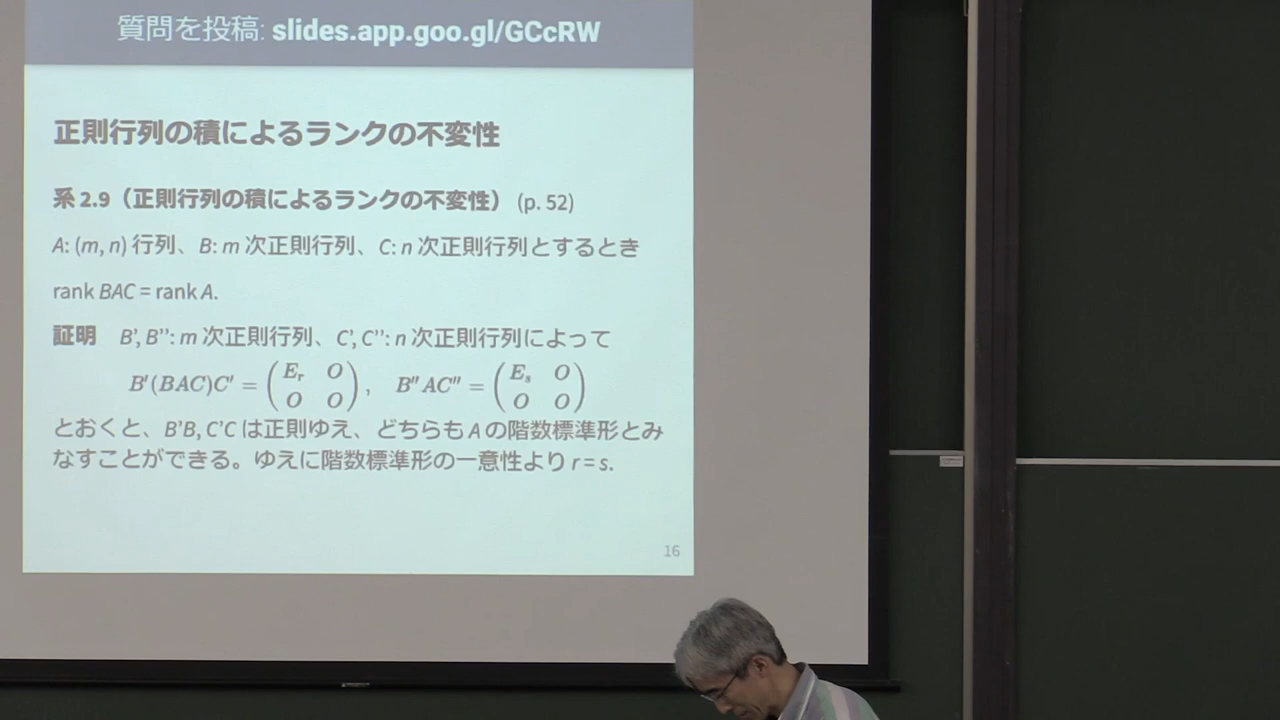 質問を投稿: slides.app.goo.gl/GCcRW
正則行列の積によるランクの不変性
系 2.9（正則行列の積によるランクの不変性） (p. 52)
A: (m, n) 行列、B: m 次正則行列、C: n 次正則行列とするとき
rank BAC = rank A.
証明 B’, B’’: m 次正則行列、C’, C’’: n 次正則行列によって
B′(BAC)C′ = (E_r O O O), B″AC″ = (E_s O O O)
とおくと、B’B, C’C は正則ゆえ、どちらも A の階数標準形とみ
なすことができる。ゆえに階数標準形の一意性より r = s.
16